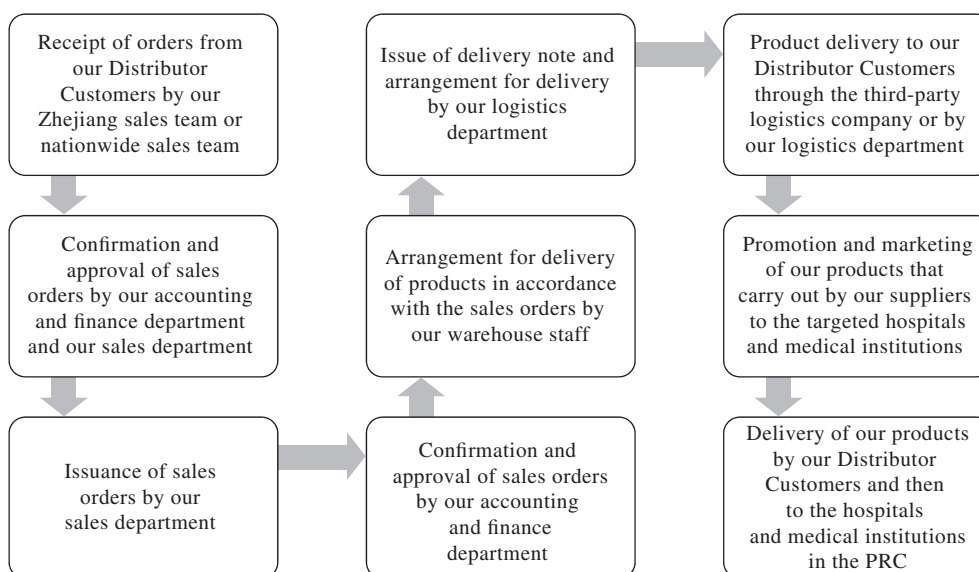 Receipt of orders from
our Distributor
Customers by our
Zhejiang sales team or
nationwide sales team
Confirmation and
approval of sales
orders by our accounting
and finance department
and our sales department
Issuance of sales
orders by our
sales department
Confirmation and
approval of sales orders
by our accounting
and finance
department
Arrangement for delivery
of products in accordance
with the sales orders by
our warehouse staff
Issue of delivery note and
arrangement for delivery
by our logistics
department
Product delivery to our
Distributor Customers
through the third-party
logistics company or by
our logistics department
Promotion and marketing
of our products that
carry out by our suppliers
to the targeted hospitals
and medical institutions
Delivery of our products
by our Distributor
Customers and then
to the hospitals
and medical institutions
in the PRC